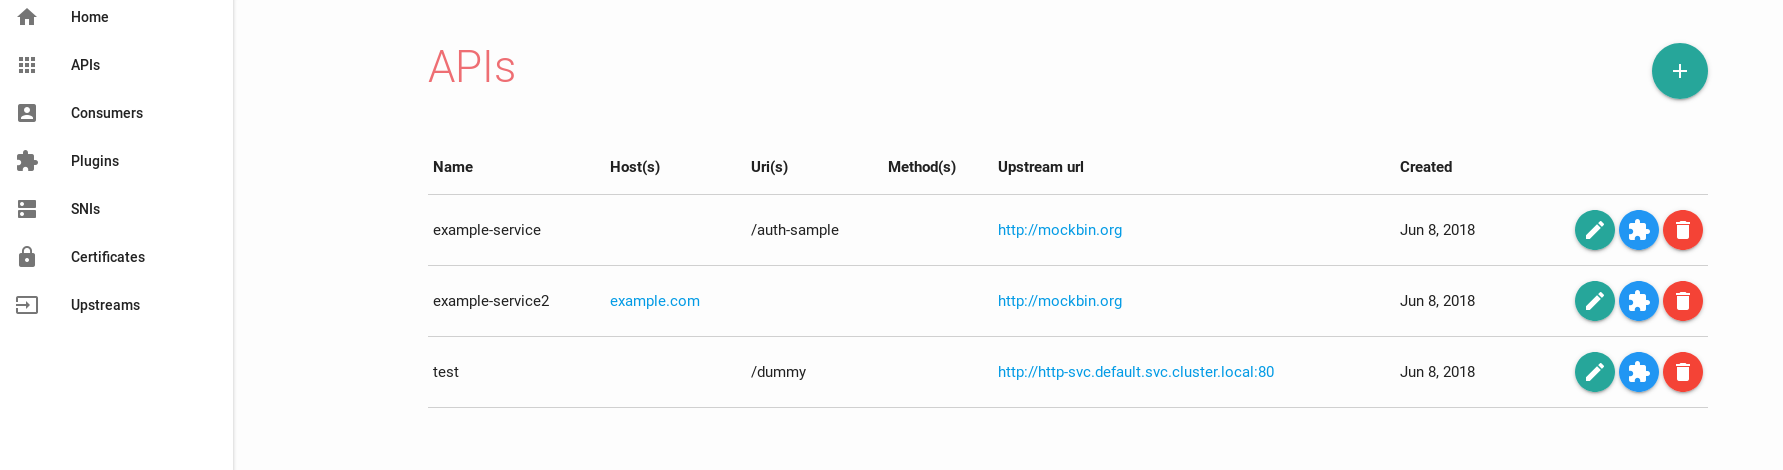 Home
APIs
Consumers
Plugins
SNIs
Certificates
Upstreams
APIs
Name Host(s) Uri(s) Method(s) Upstream url Created
example-service /auth-sample http://mockbin.org Jun 8, 2018
example-service2 example.com http://mockbin.org Jun 8, 2018
test /dummy http://http-svc.default.svc.cluster.local:80 Jun 8, 2018